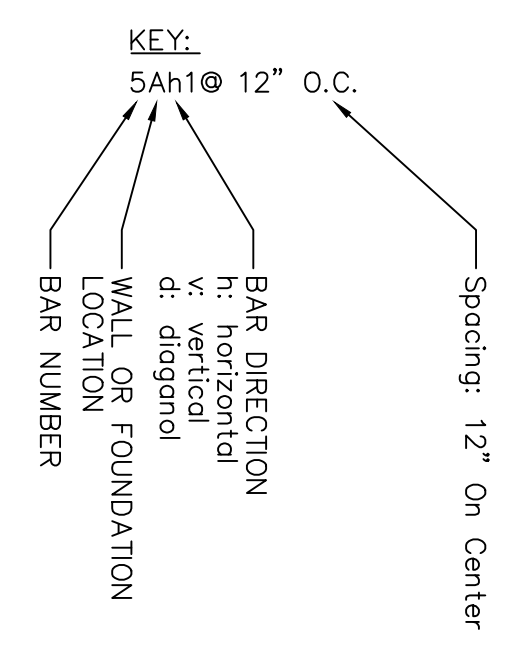 KEY:
5Ah1@ 12” O.C.
BAR NUMBER
WALL OR FOUNDATION
LOCATION
BAR DIRECTION
h: horizontal
v: vertical
d: diaganol
Spacing: 12” On Center